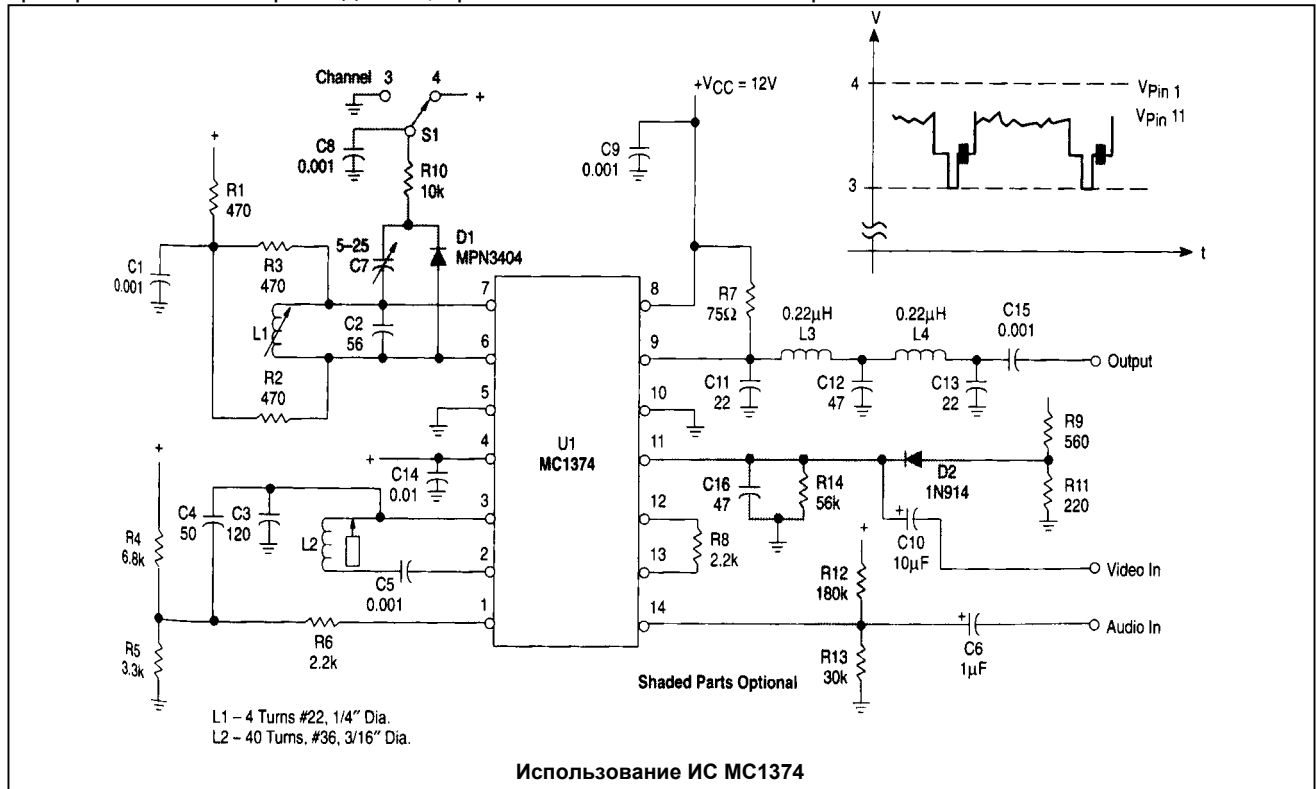 Channel 3 4
+
S1
C8
0.001
R10
10k
+
R1
470
C1
0.001
R3
470
5–25
C7
D1
MPN3404
L1
C2
56
R2
470
7
6
5
4
3
2
1
8
9
10
11
12
13
14
U1
MC1374
+
C14
0.01
+
R4
6.8k
C4
50
C3
120
L2
C5
0.001
R5
3.3k
R6
2.2k
+VCC = 12V
C9
0.001
R7
75Ω
0.22µH
L3
0.22µH
L4
C15
0.001
Output
C11
22
C12
47
C13
22
R9
560
D2
1N914
R11
220
C16
47
R14
56k
R8
2.2k
+
C10
10µF
Video In
+
R12
180k
+
C6
1µF
Audio In
R13
30k
V
4
VPin 1
VPin 11
3
t
Shaded Parts Optional
L1 – 4 Turns #22, 1/4″ Dia.
L2 – 40 Turns, #36, 3/16″ Dia.
Использование ИС MC1374